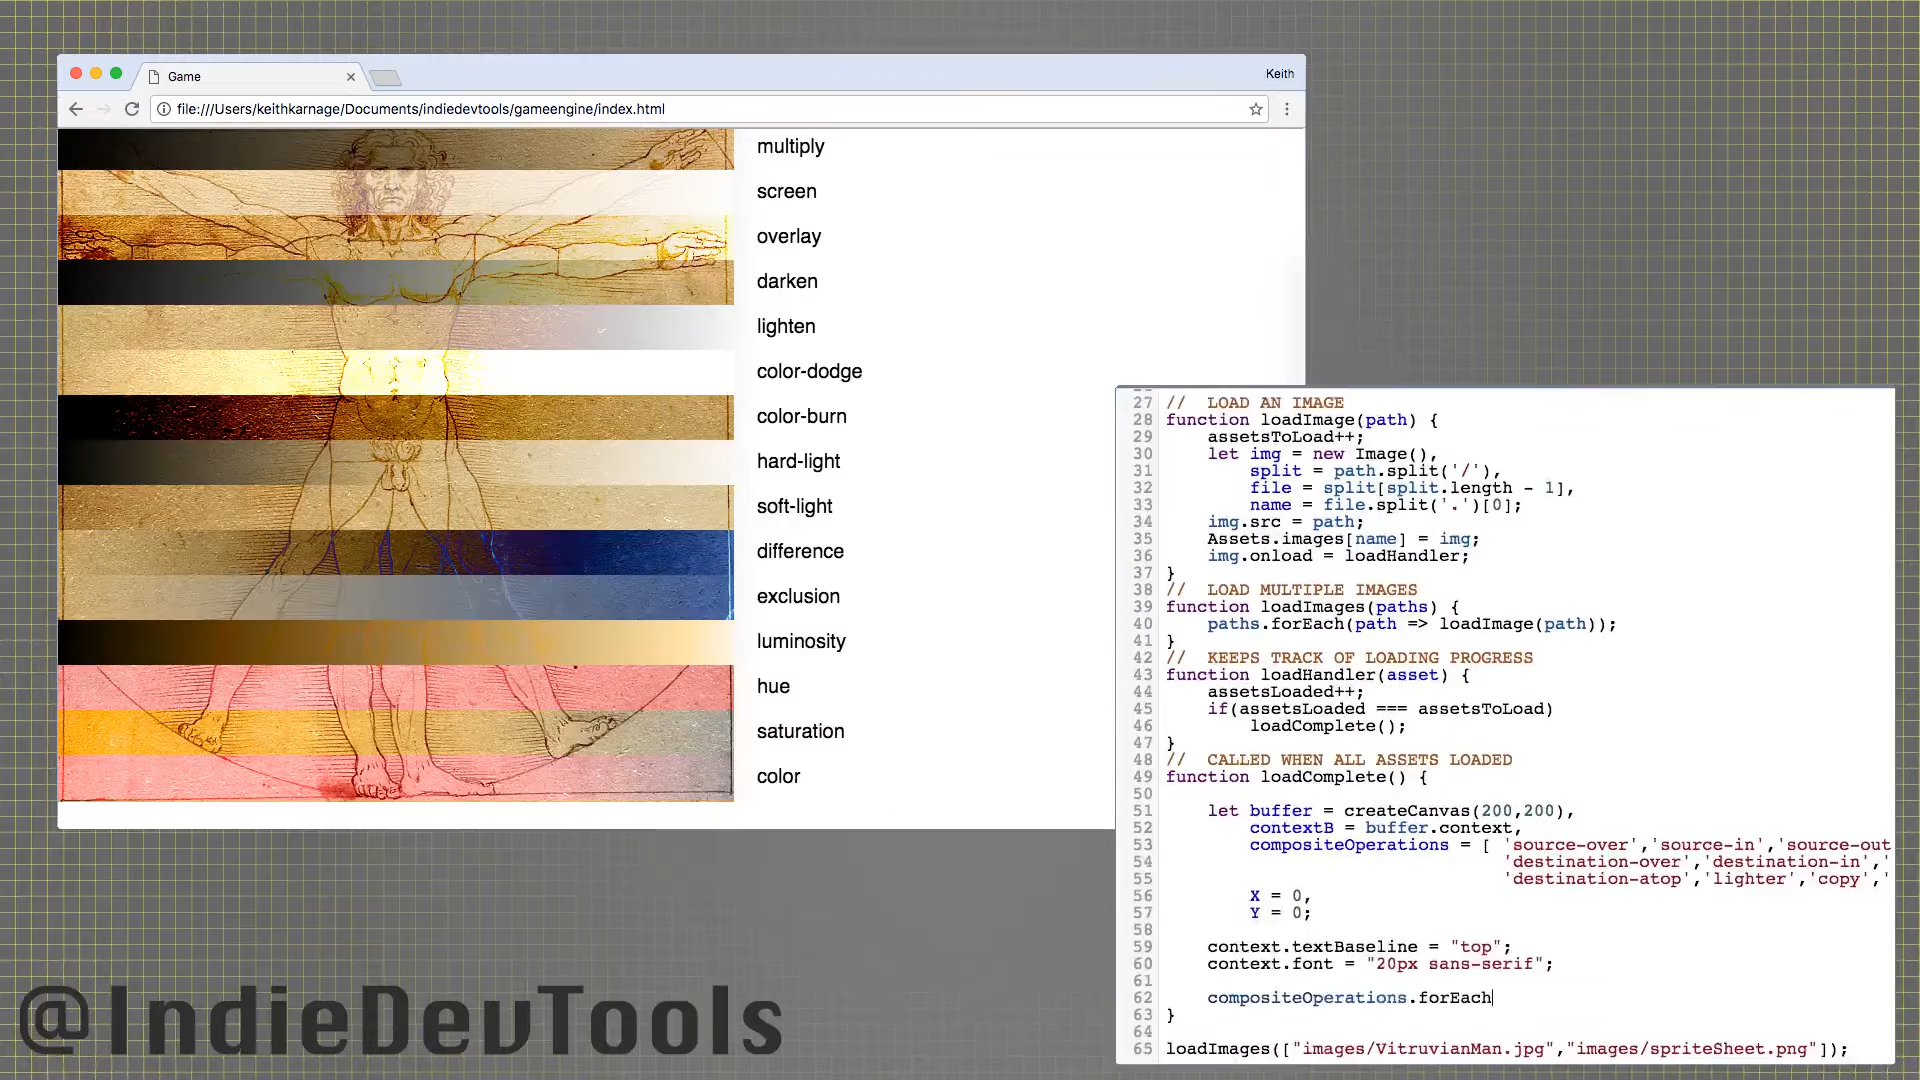 Game
Keith
file:///Users/keithkarnage/Documents/indiedevtools/gameengine/index.html
multiply
screen
overlay
darken
lighten
color-dodge
color-burn
hard-light
soft-light
difference
exclusion
luminosity
hue
saturation
color
27 //  LOAD AN IMAGE
28 function loadImage(path) {
29     assetsToLoad++;
30     let img = new Image(),
31         split = path.split('/'),
32         file = split[split.length - 1],
33         name = file.split('.')[0];
34     img.src = path;
35     Assets.images[name] = img;
36     img.onload = loadHandler;
37 }
38 //  LOAD MULTIPLE IMAGES
39 function loadImages(paths) {
40     paths.forEach(path => loadImage(path));
41 }
42 //  KEEPS TRACK OF LOADING PROGRESS
43 function loadHandler(asset) {
44     assetsLoaded++;
45     if(assetsLoaded === assetsToLoad)
46         loadComplete();
47 }
48 //  CALLED WHEN ALL ASSETS LOADED
49 function loadComplete() {
50
51     let buffer = createCanvas(200,200),
52         contextB = buffer.context,
53         compositeOperations = [ 'source-over','source-in','source-out
54                                 'destination-over','destination-in','
55                                 'destination-atop','lighter','copy','
56         X = 0,
57         Y = 0;
58
59     context.textBaseline = "top";
60     context.font = "20px sans-serif";
61
62     compositeOperations.forEach
63 }
64
65 loadImages(["images/VitruvianMan.jpg","images/spriteSheet.png"]);
@IndieDevTools